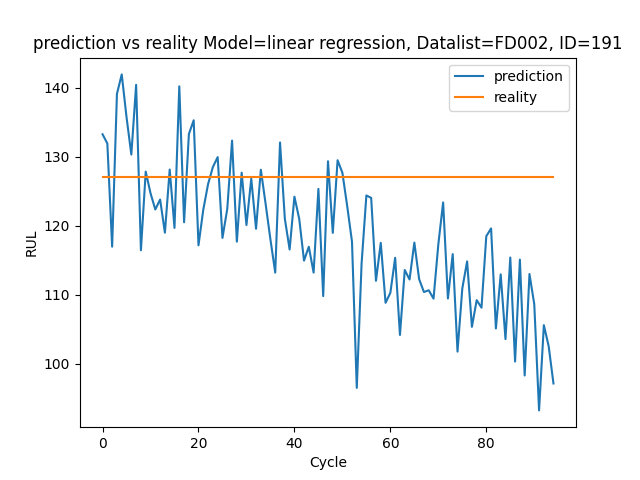 prediction vs reality Model=linear regression, Datalist=FD002, ID=191
prediction
reality
140
130
120
110
100
RUL
0 20 40 60 80
Cycle